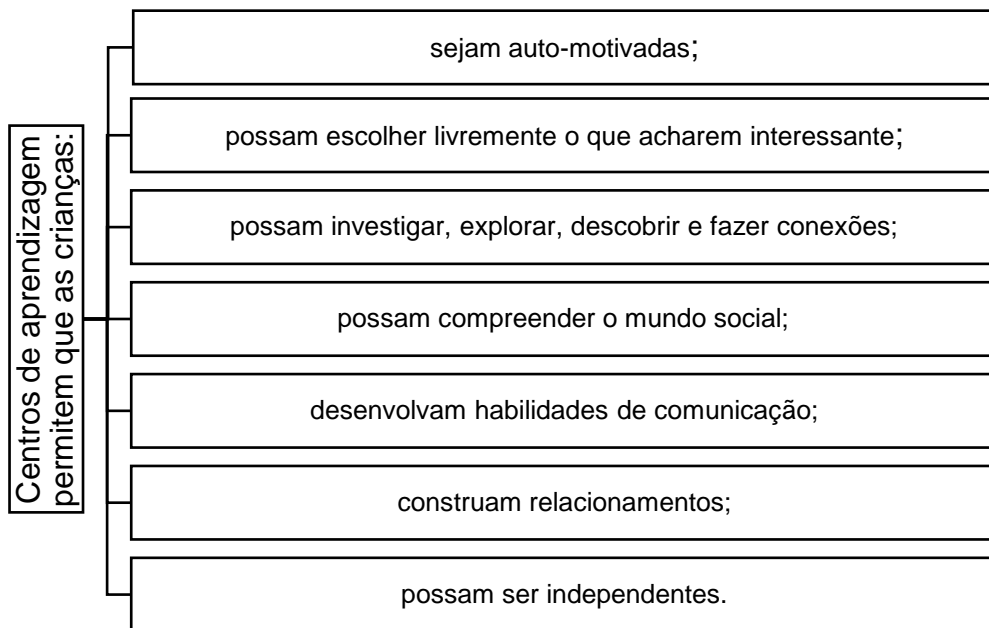 Centros de aprendizagem
permitem que as crianças:
sejam auto-motivadas;
possam escolher livremente o que acharem interessante;
possam investigar, explorar, descobrir e fazer conexões;
possam compreender o mundo social;
desenvolvam habilidades de comunicação;
construam relacionamentos;
possam ser independentes.